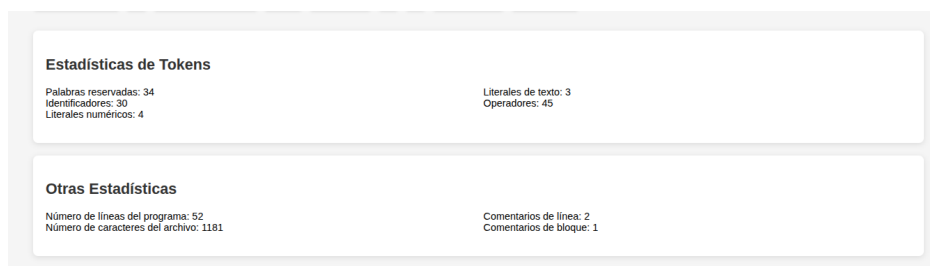 Estadísticas de Tokens
Palabras reservadas: 34
Identificadores: 30
Literales numéricos: 4
Literales de texto: 3
Operadores: 45
Otras Estadísticas
Número de líneas del programa: 52
Número de caracteres del archivo: 1181
Comentarios de línea: 2
Comentarios de bloque: 1